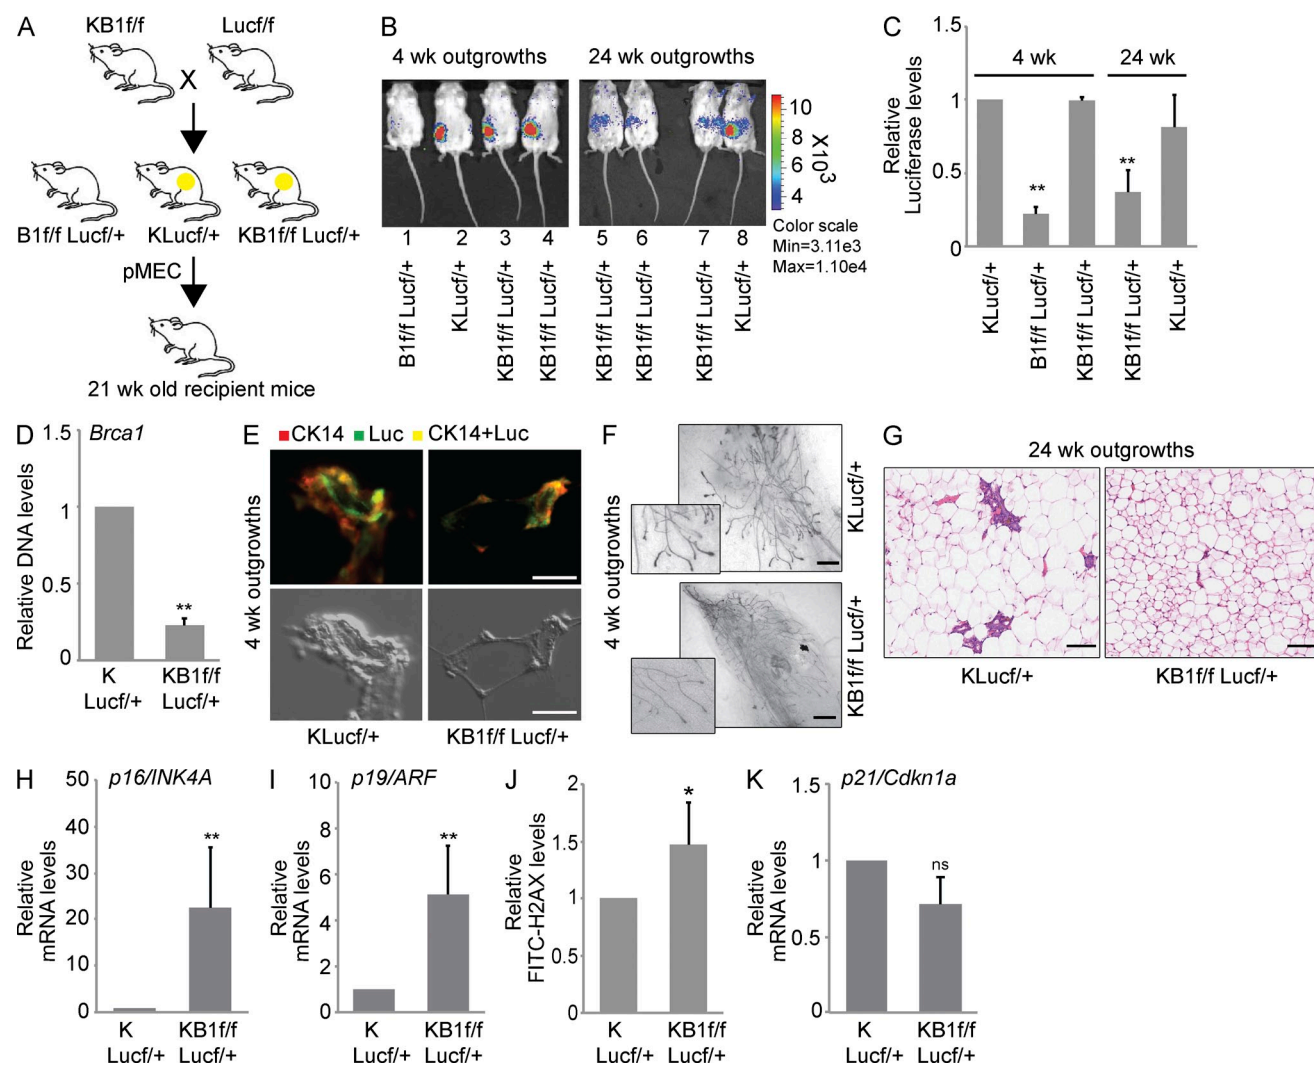 A
KB1f/f
Lucf/f
X
B1f/f Lucf/+
KLucf/+
KB1f/f Lucf/+
pMEC
21 wk old recipient mice
B
4 wk outgrowths
24 wk outgrowths
10
8
6
4
X10³
1
2
3
4
5
6
7
8
Color scale
Min=3.11e3
Max=1.10e4
B1f/f Lucf/+
KLucf/+
KB1f/f Lucf/+
KB1f/f Lucf/+
KB1f/f Lucf/+
KB1f/f Lucf/+
KB1f/f Lucf/+
KLucf/+
C
Relative
Luciferase levels
1.5
1
0.5
0
4 wk
24 wk
**
**
KLucf/+
B1f/f Lucf/+
KB1f/f Lucf/+
KB1f/f Lucf/+
KLucf/+
D
Brca1
Relative DNA levels
1.5
1
0.5
0
**
K
Lucf/+
KB1f/f
Lucf/+
E
CK14
Luc
CK14+Luc
4 wk outgrowths
KLucf/+
KB1f/f Lucf/+
F
4 wk outgrowths
KLucf/+
KB1f/f Lucf/+
G
24 wk outgrowths
KLucf/+
KB1f/f Lucf/+
H
p16/INK4A
Relative
mRNA levels
50
40
30
20
10
0
**
K
Lucf/+
KB1f/f
Lucf/+
I
p19/ARF
Relative
mRNA levels
10
8
6
4
2
0
**
K
Lucf/+
KB1f/f
Lucf/+
J
Relative
FITC-H2AX levels
2
1.5
1
0.5
0
*
K
Lucf/+
KB1f/f
Lucf/+
K
p21/Cdkn1a
Relative
mRNA levels
1.5
1
0.5
0
ns
K
Lucf/+
KB1f/f
Lucf/+